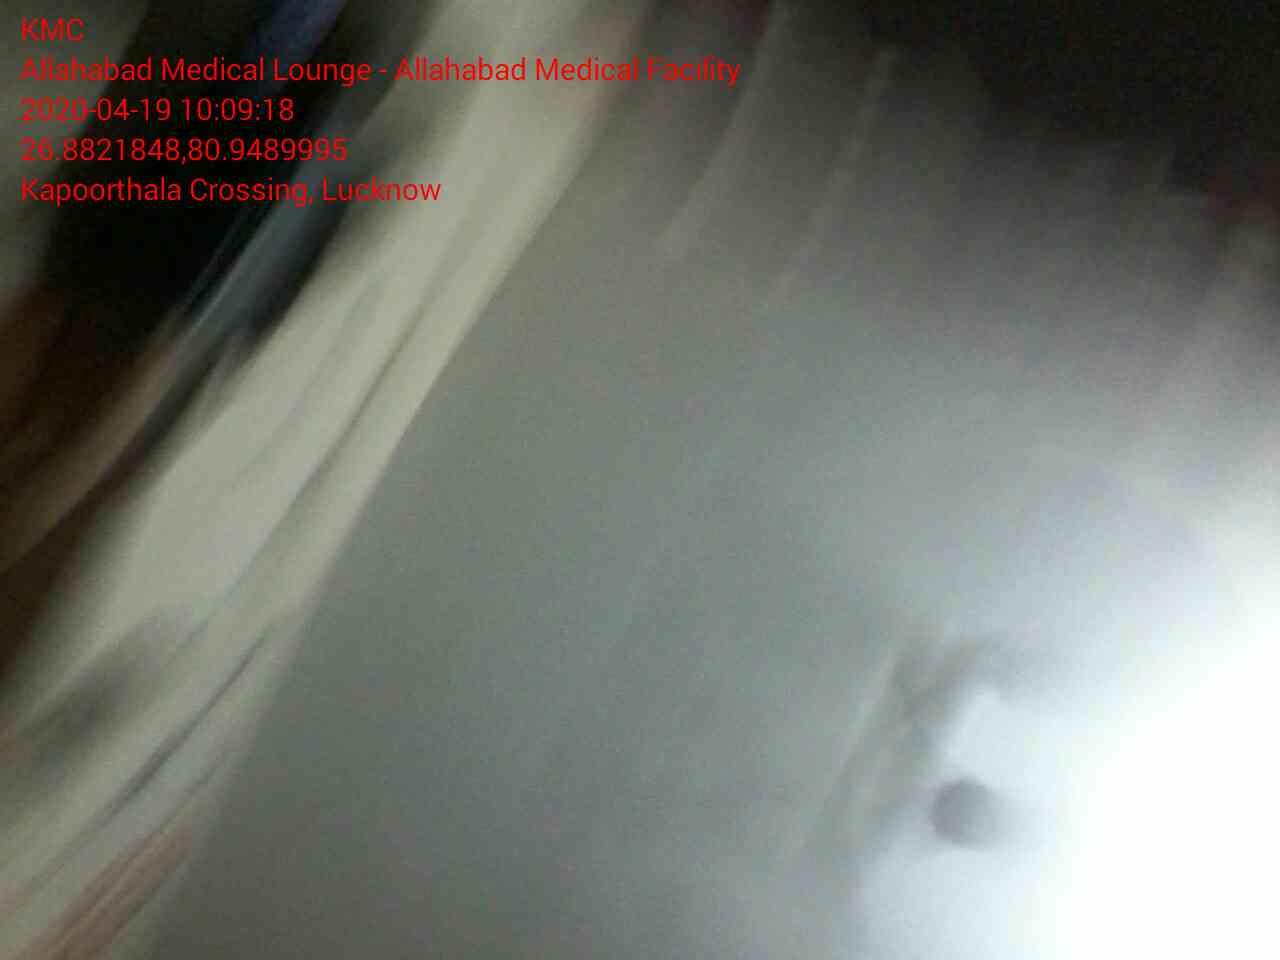 KMC
Allahabad Medical Lounge - Allahabad Medical Facility
2020-04-19 10:09:18
26.8821848,80.9489995
Kapoorthala Crossing, Lucknow